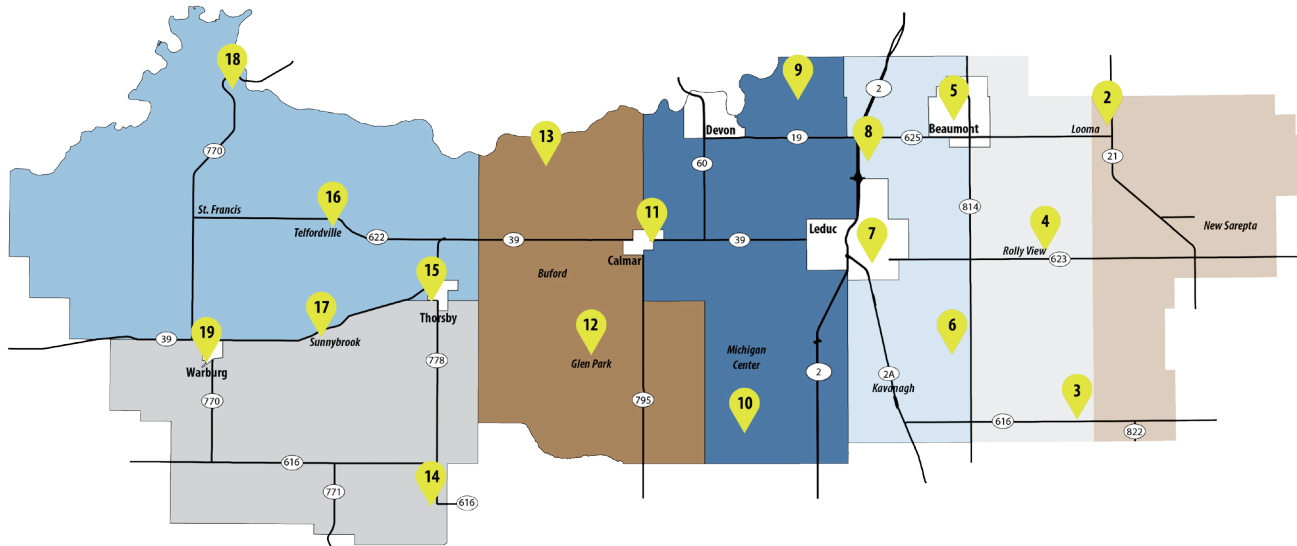 18
9
5
2
2
13
8
Devon
19
625
Beaumont
Looma
770
60
21
16
St. Francis
Telfordville
11
814
4
622
39
39
Leduc
7
New Sarepta
Calmar
Rolly View
623
15
Buford
17
Thorsby
19
12
6
39
Sunnybrook
Michigan
Center
Warburg
778
Glen Park
2
2A
Kavanagh
770
795
10
3
616
822
616
14
771
616